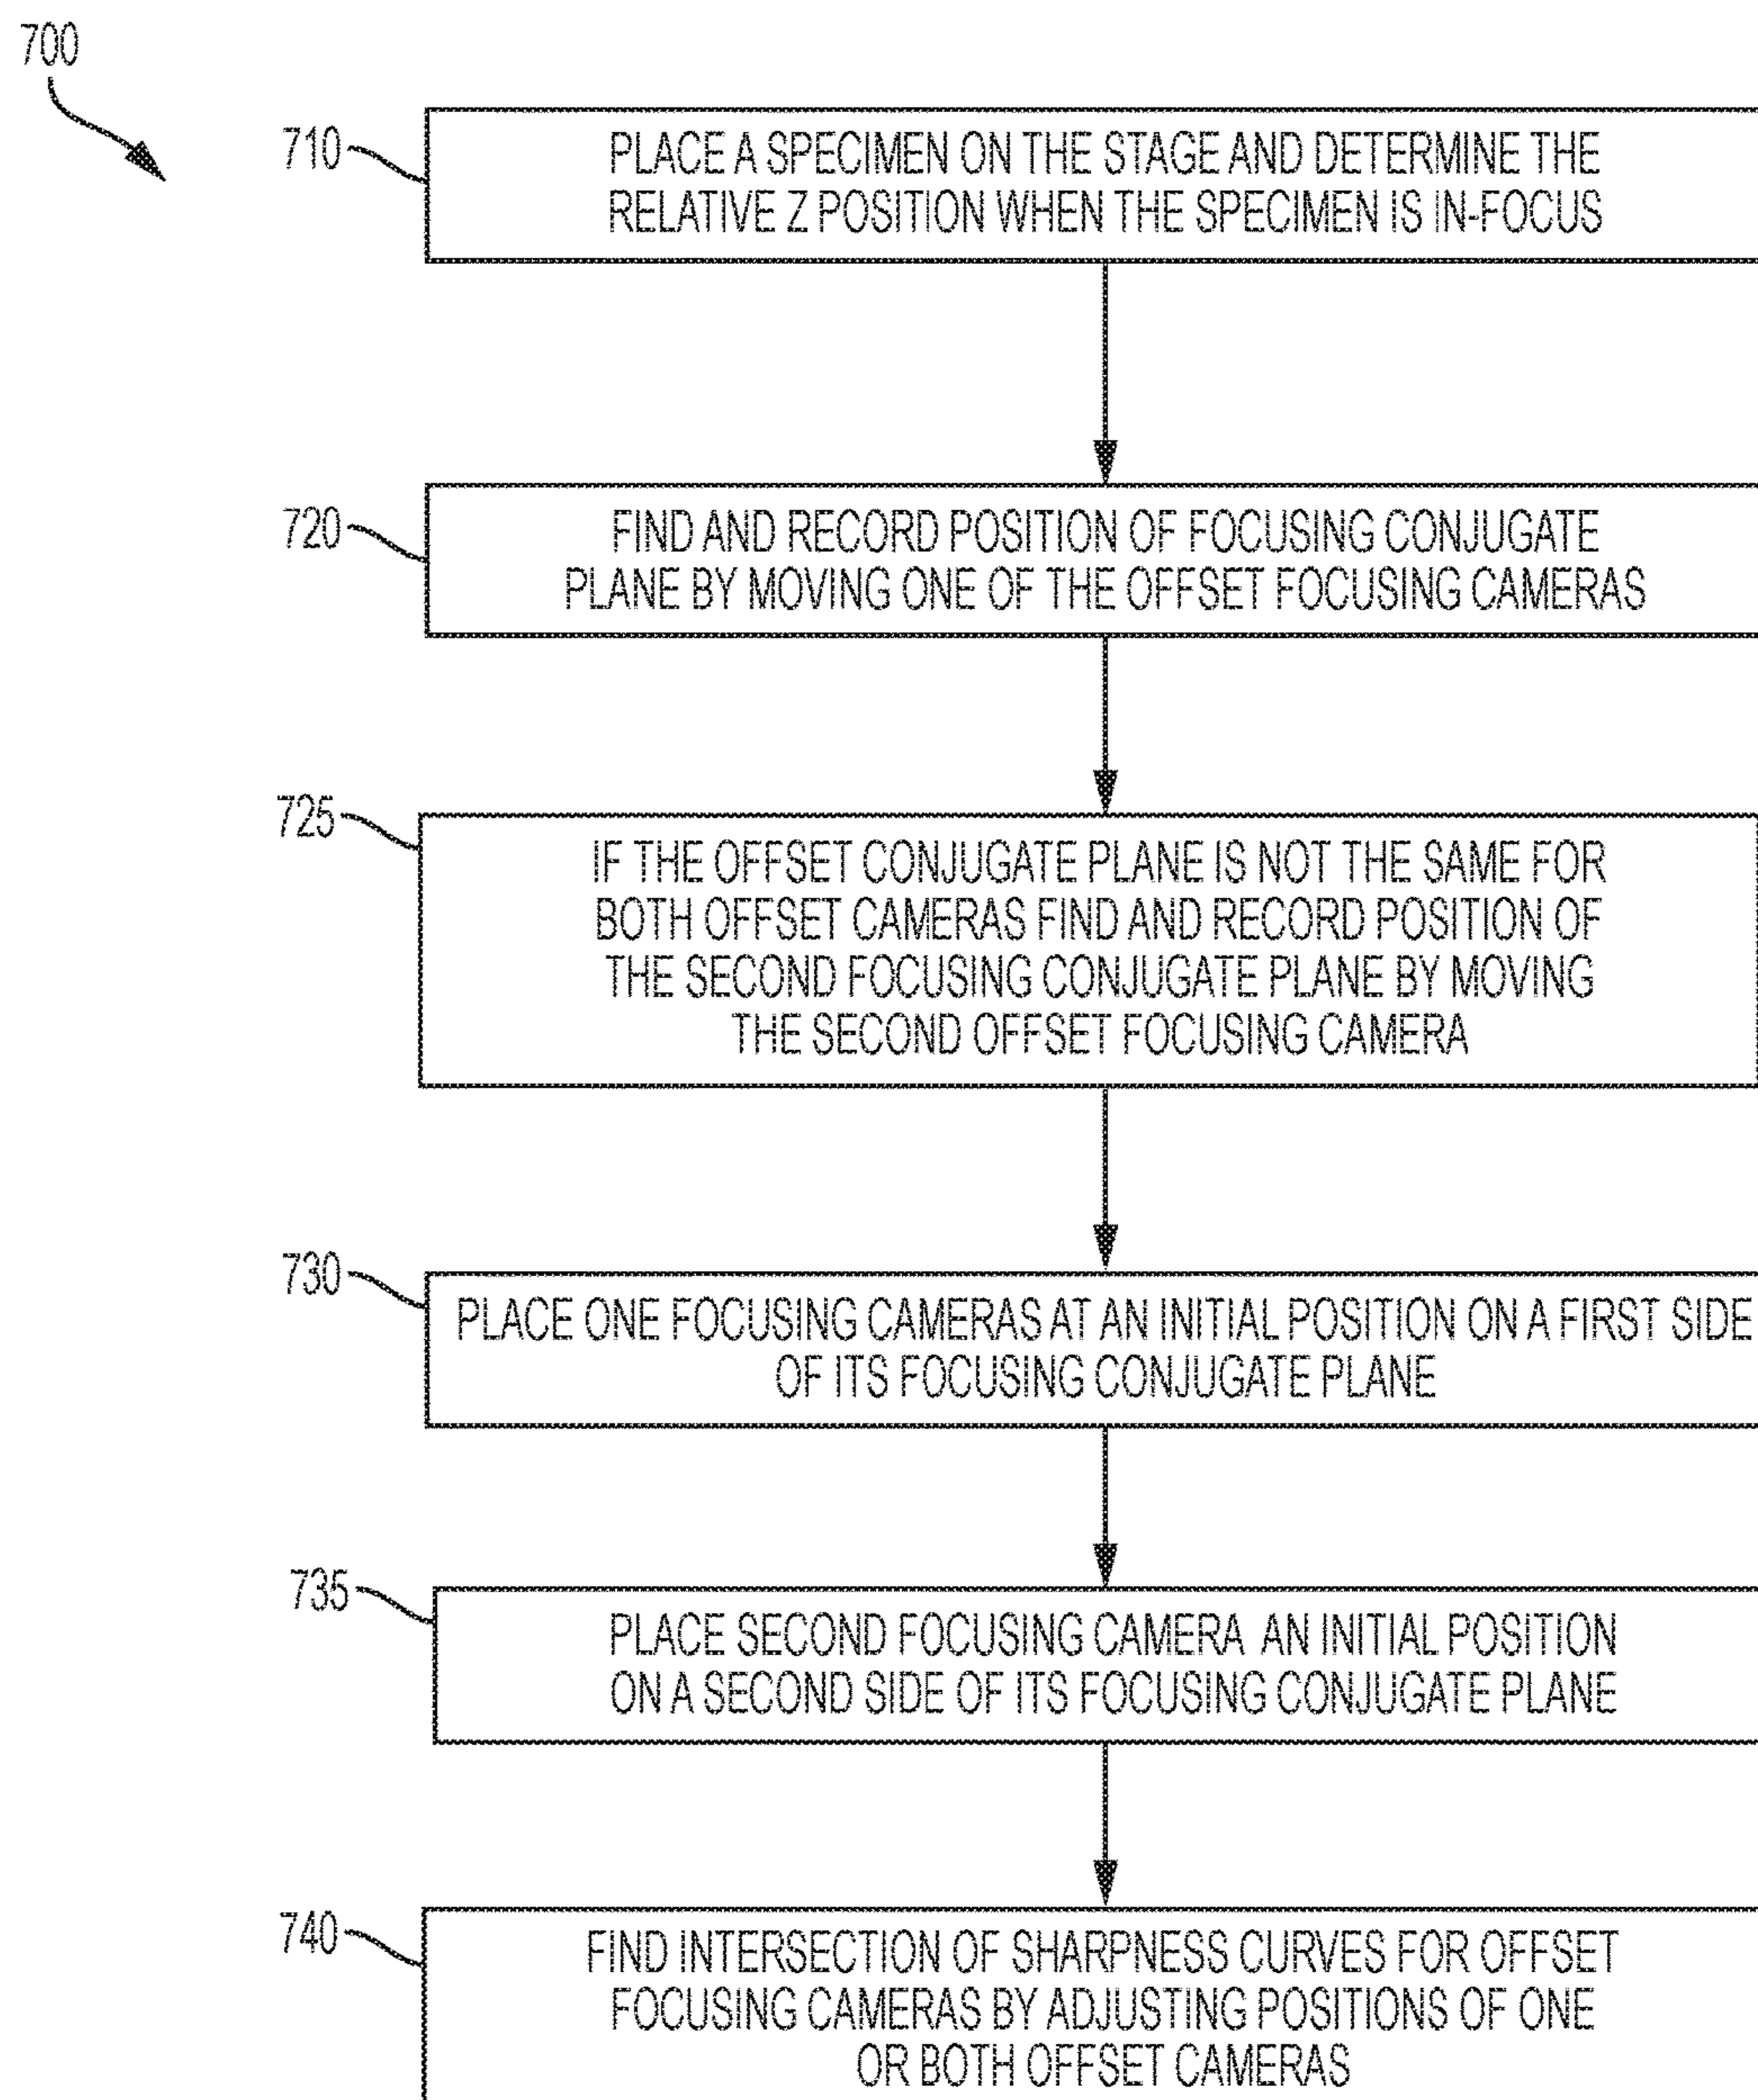 700
710
PLACE A SPECIMEN ON THE STAGE AND DETERMINE THE
RELATIVE Z POSITION WHEN THE SPECIMEN IS IN-FOCUS
720
FIND AND RECORD POSITION OF FOCUSING CONJUGATE
PLANE BY MOVING ONE OF THE OFFSET FOCUSING CAMERAS
725
IF THE OFFSET CONJUGATE PLANE IS NOT THE SAME FOR
BOTH OFFSET CAMERAS FIND AND RECORD POSITION OF
THE SECOND FOCUSING CONJUGATE PLANE BY MOVING
THE SECOND OFFSET FOCUSING CAMERA
730
PLACE ONE FOCUSING CAMERAS AT AN INITIAL POSITION ON A FIRST SIDE
OF ITS FOCUSING CONJUGATE PLANE
735
PLACE SECOND FOCUSING CAMERA AN INITIAL POSITION
ON A SECOND SIDE OF ITS FOCUSING CONJUGATE PLANE
740
FIND INTERSECTION OF SHARPNESS CURVES FOR OFFSET
FOCUSING CAMERAS BY ADJUSTING POSITIONS OF ONE
OR BOTH OFFSET CAMERAS